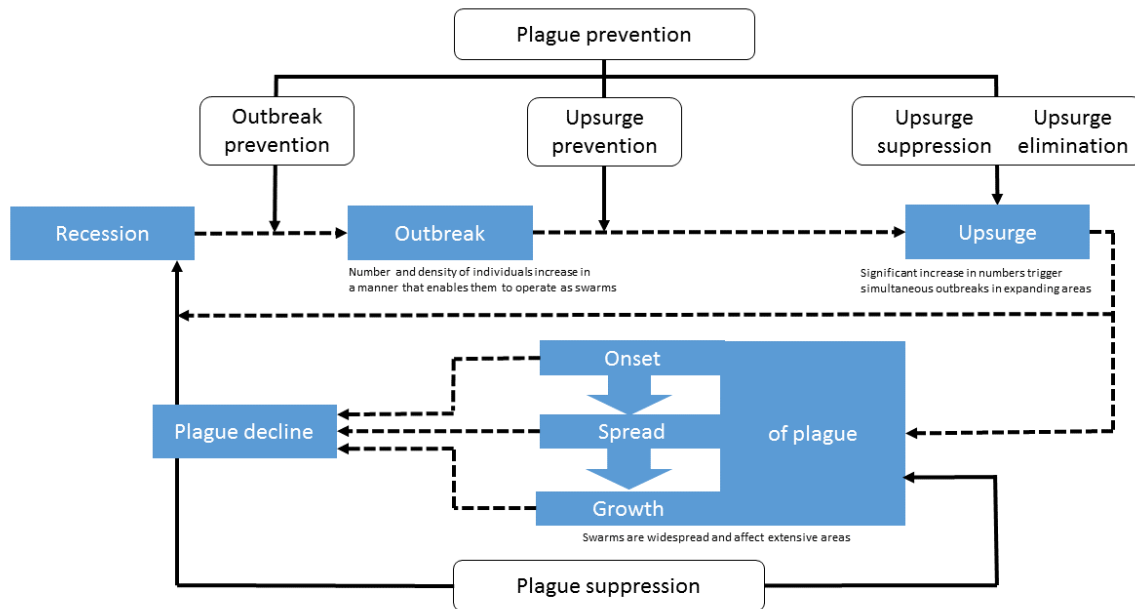 Plague prevention
Outbreak
prevention
Upsurge
prevention
Upsurge
suppression
Upsurge
elimination
Recession
Outbreak
Upsurge
Number and density of individuals increase in
a manner that enables them to operate as swarms
Significant increase in numbers trigger
simultaneous outbreaks in expanding areas
Onset
Plague decline
Spread
of plague
Growth
Swarms are widespread and affect extensive areas
Plague suppression